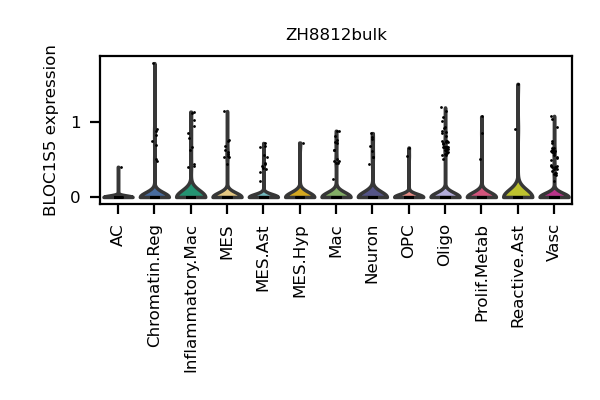 ZH8812bulk
BLOC1S5 expression
1
0
AC
Chromatin.Reg
Inflammatory.Mac
MES
MES.Ast
MES.Hyp
Mac
Neuron
OPC
Oligo
Prolif.Metab
Reactive.Ast
Vasc